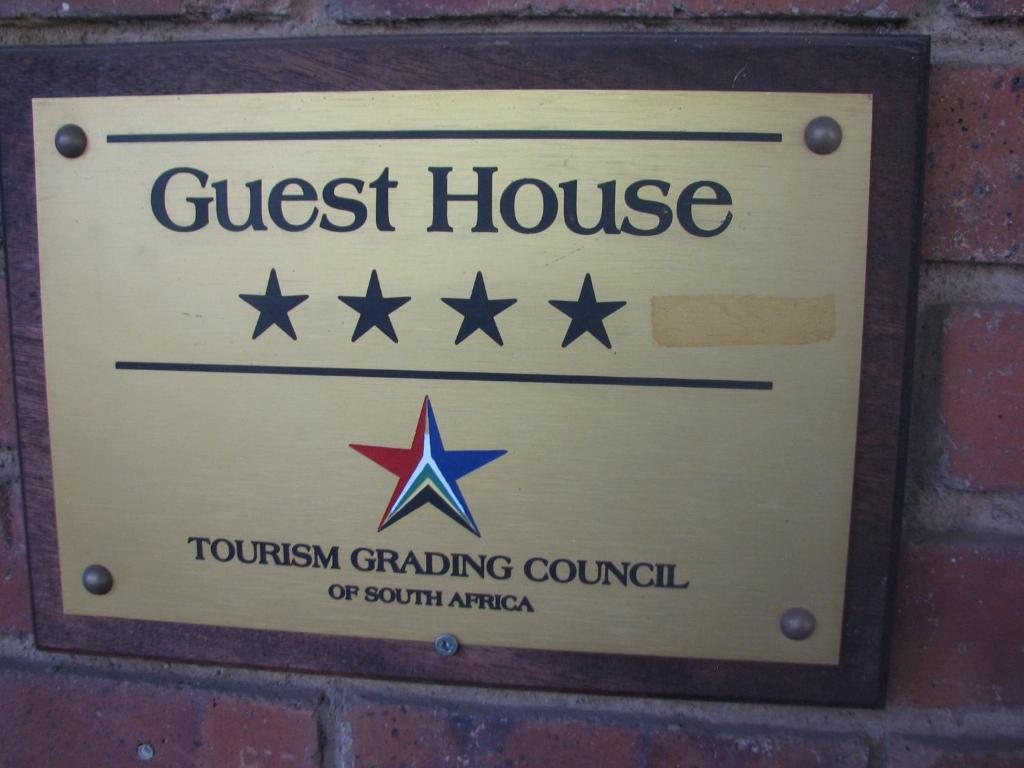 Guest House
★ ★ ★ ★
TOURISM GRADING COUNCIL
OF SOUTH AFRICA